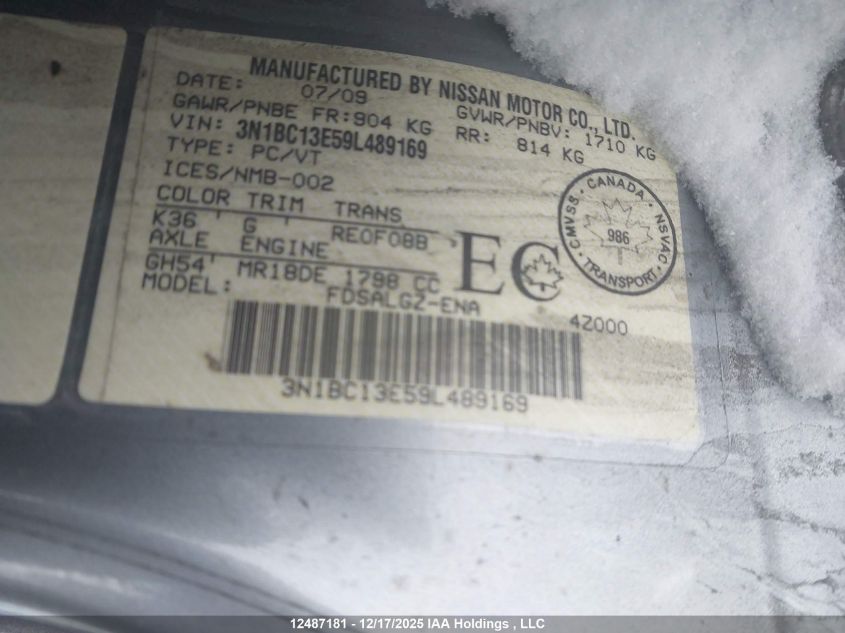 MANUFACTURED BY NISSAN MOTOR CO., LTD.
DATE: 07/09
GVWR/PNBV: 1710 KG
GAWR/PNBE FR: 904 KG RR: 814 KG
VIN: 3N1BC13E59L489169
TYPE: PC/VT
ICES/NMB-002
COLOR TRIM TRANS
K36 ' G ' RE0F08B
AXLE ENGINE
GH54' MR18DE 1798 CC
MODEL: FDSALGZ-ENA
EC
CANADA · NSVAC · TRANSPORT · CMVSS ·
986
4Z000
3N1BC13E59L489169
12487181 - 12/17/2025 IAA Holdings , LLC